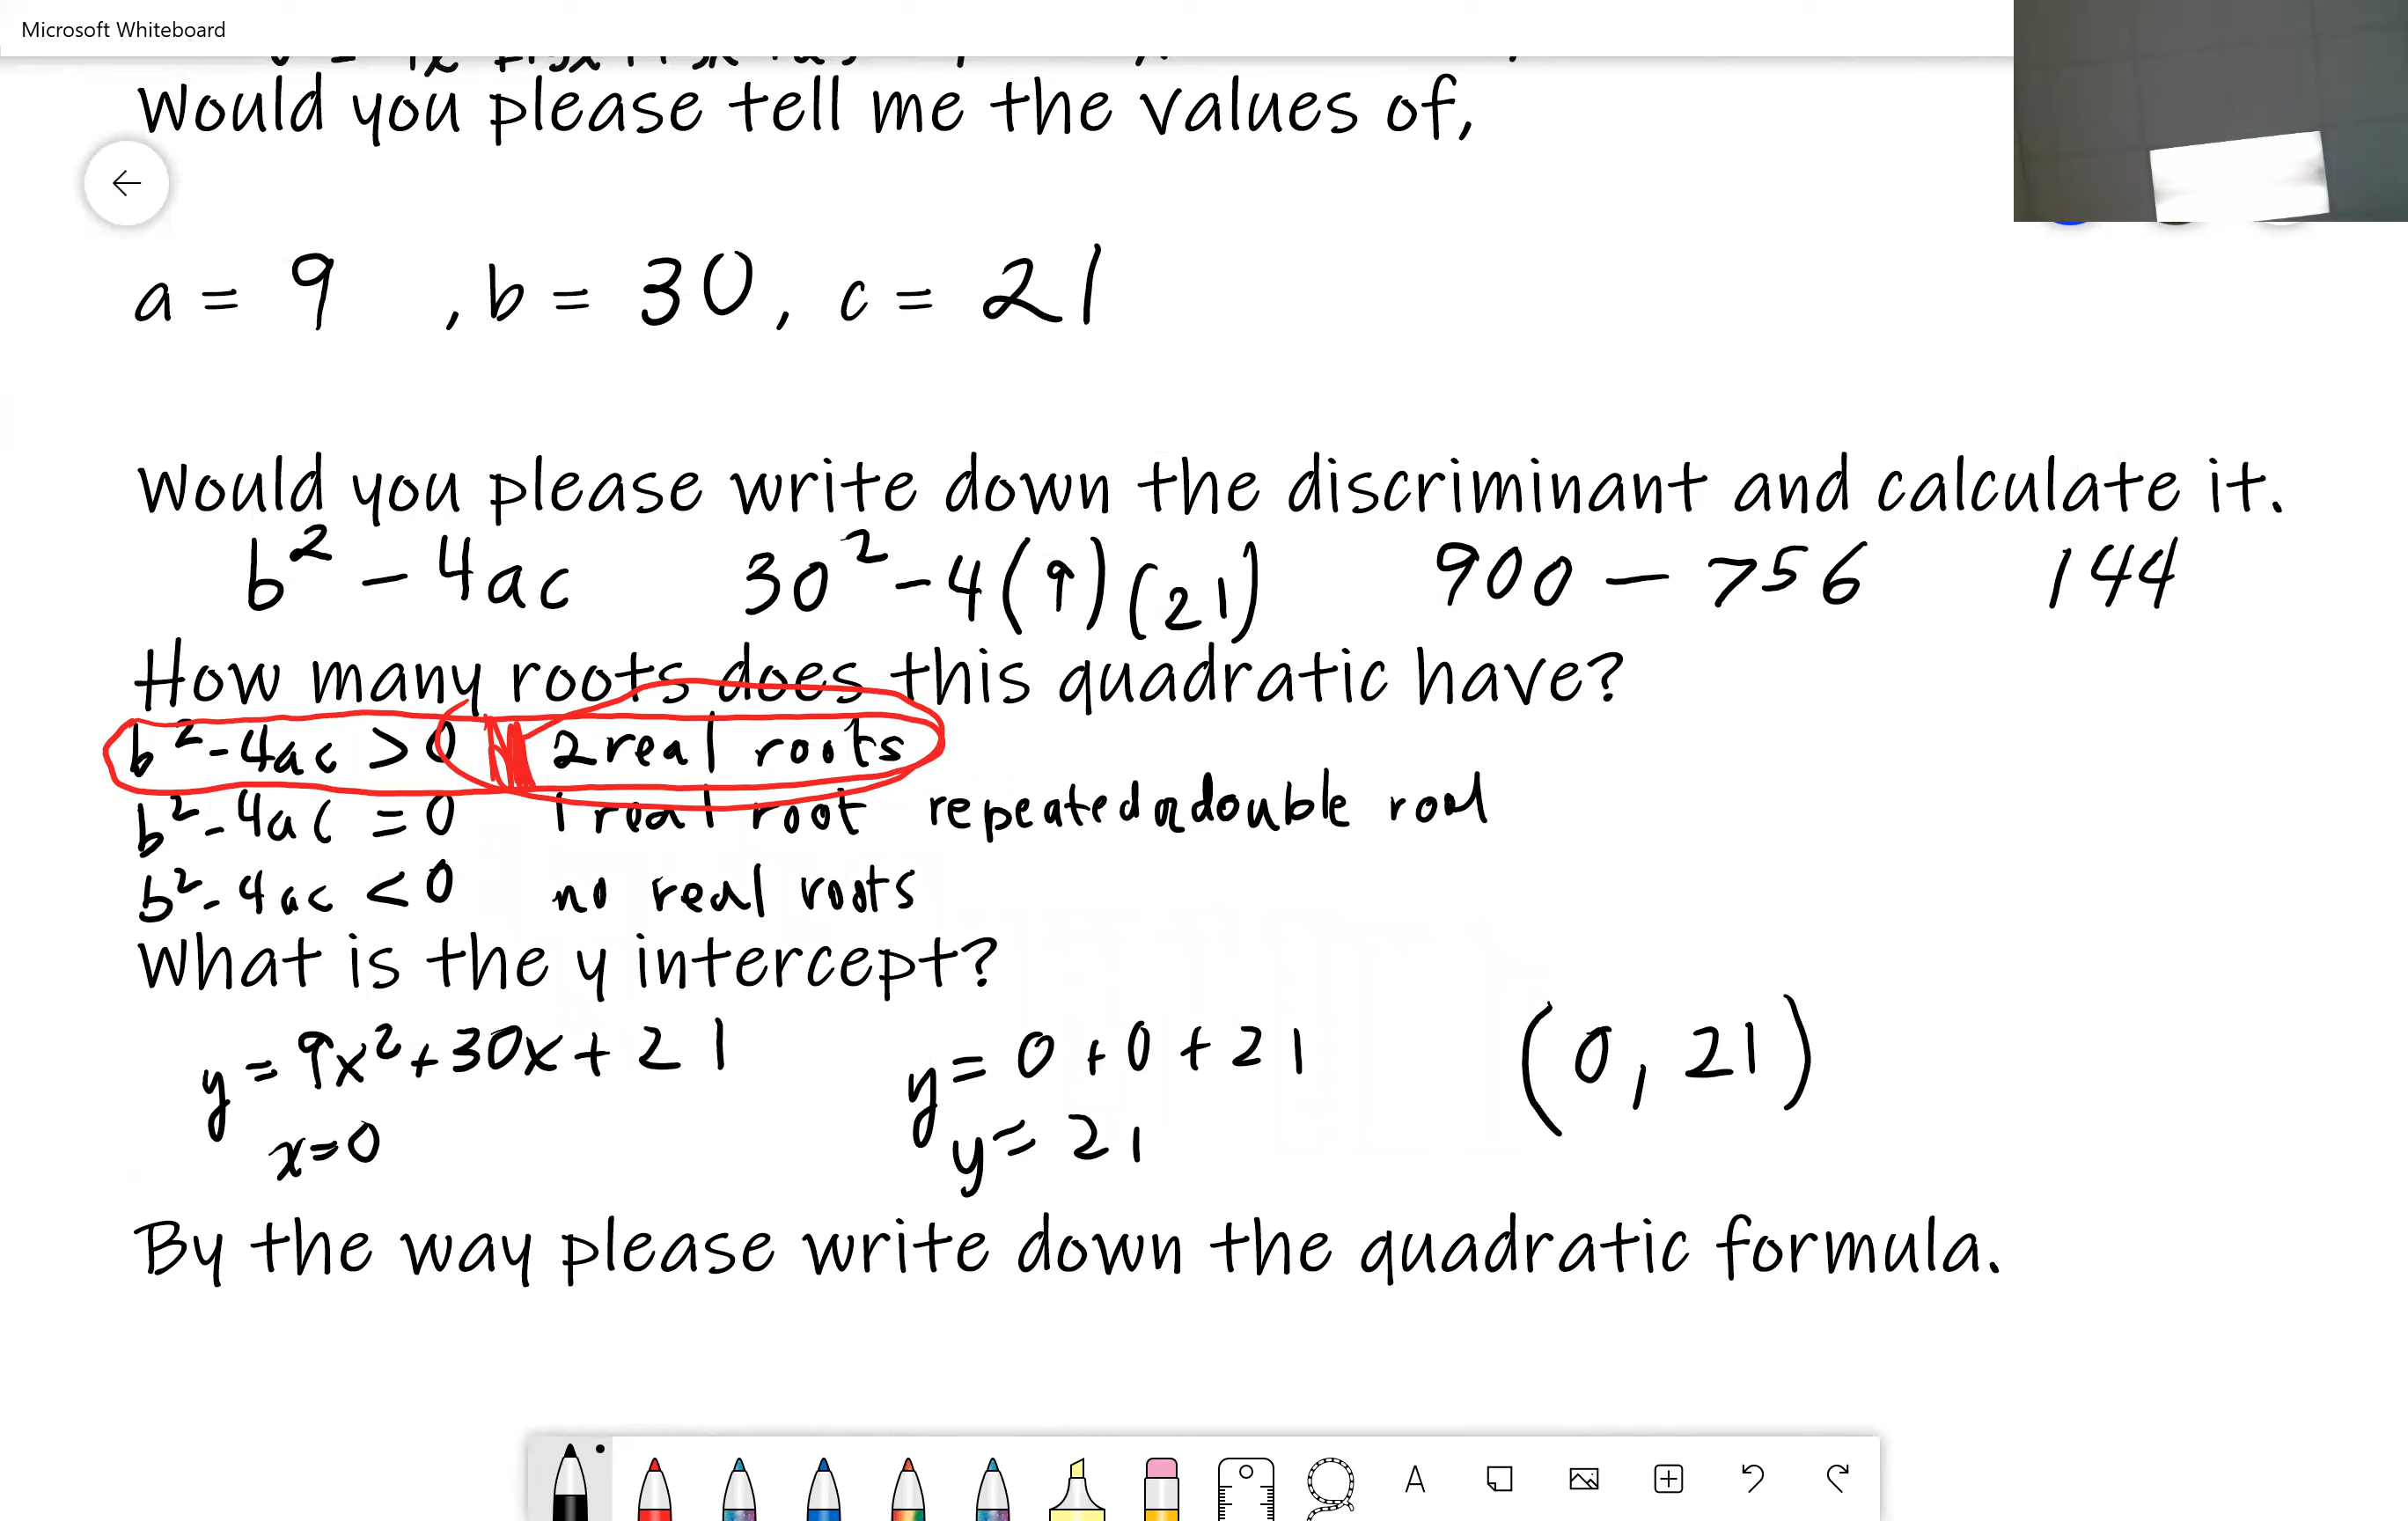 Microsoft Whiteboard
Would you please tell me the values of,
a = 9 , b = 30, c = 21
Would you please write down the discriminant and calculate it.
b² - 4ac 30² - 4(9)(21) 900 - 756 144
How many roots does this quadratic have?
b² - 4ac > 0 2 real roots
b² - 4ac = 0 1 real root repeated or double root
b² - 4ac < 0 no real roots
What is the y intercept?
y = 9x² + 30x + 21 y = 0 + 0 + 21 (0, 21)
x = 0 y = 21
By the way please write down the quadratic formula.
A